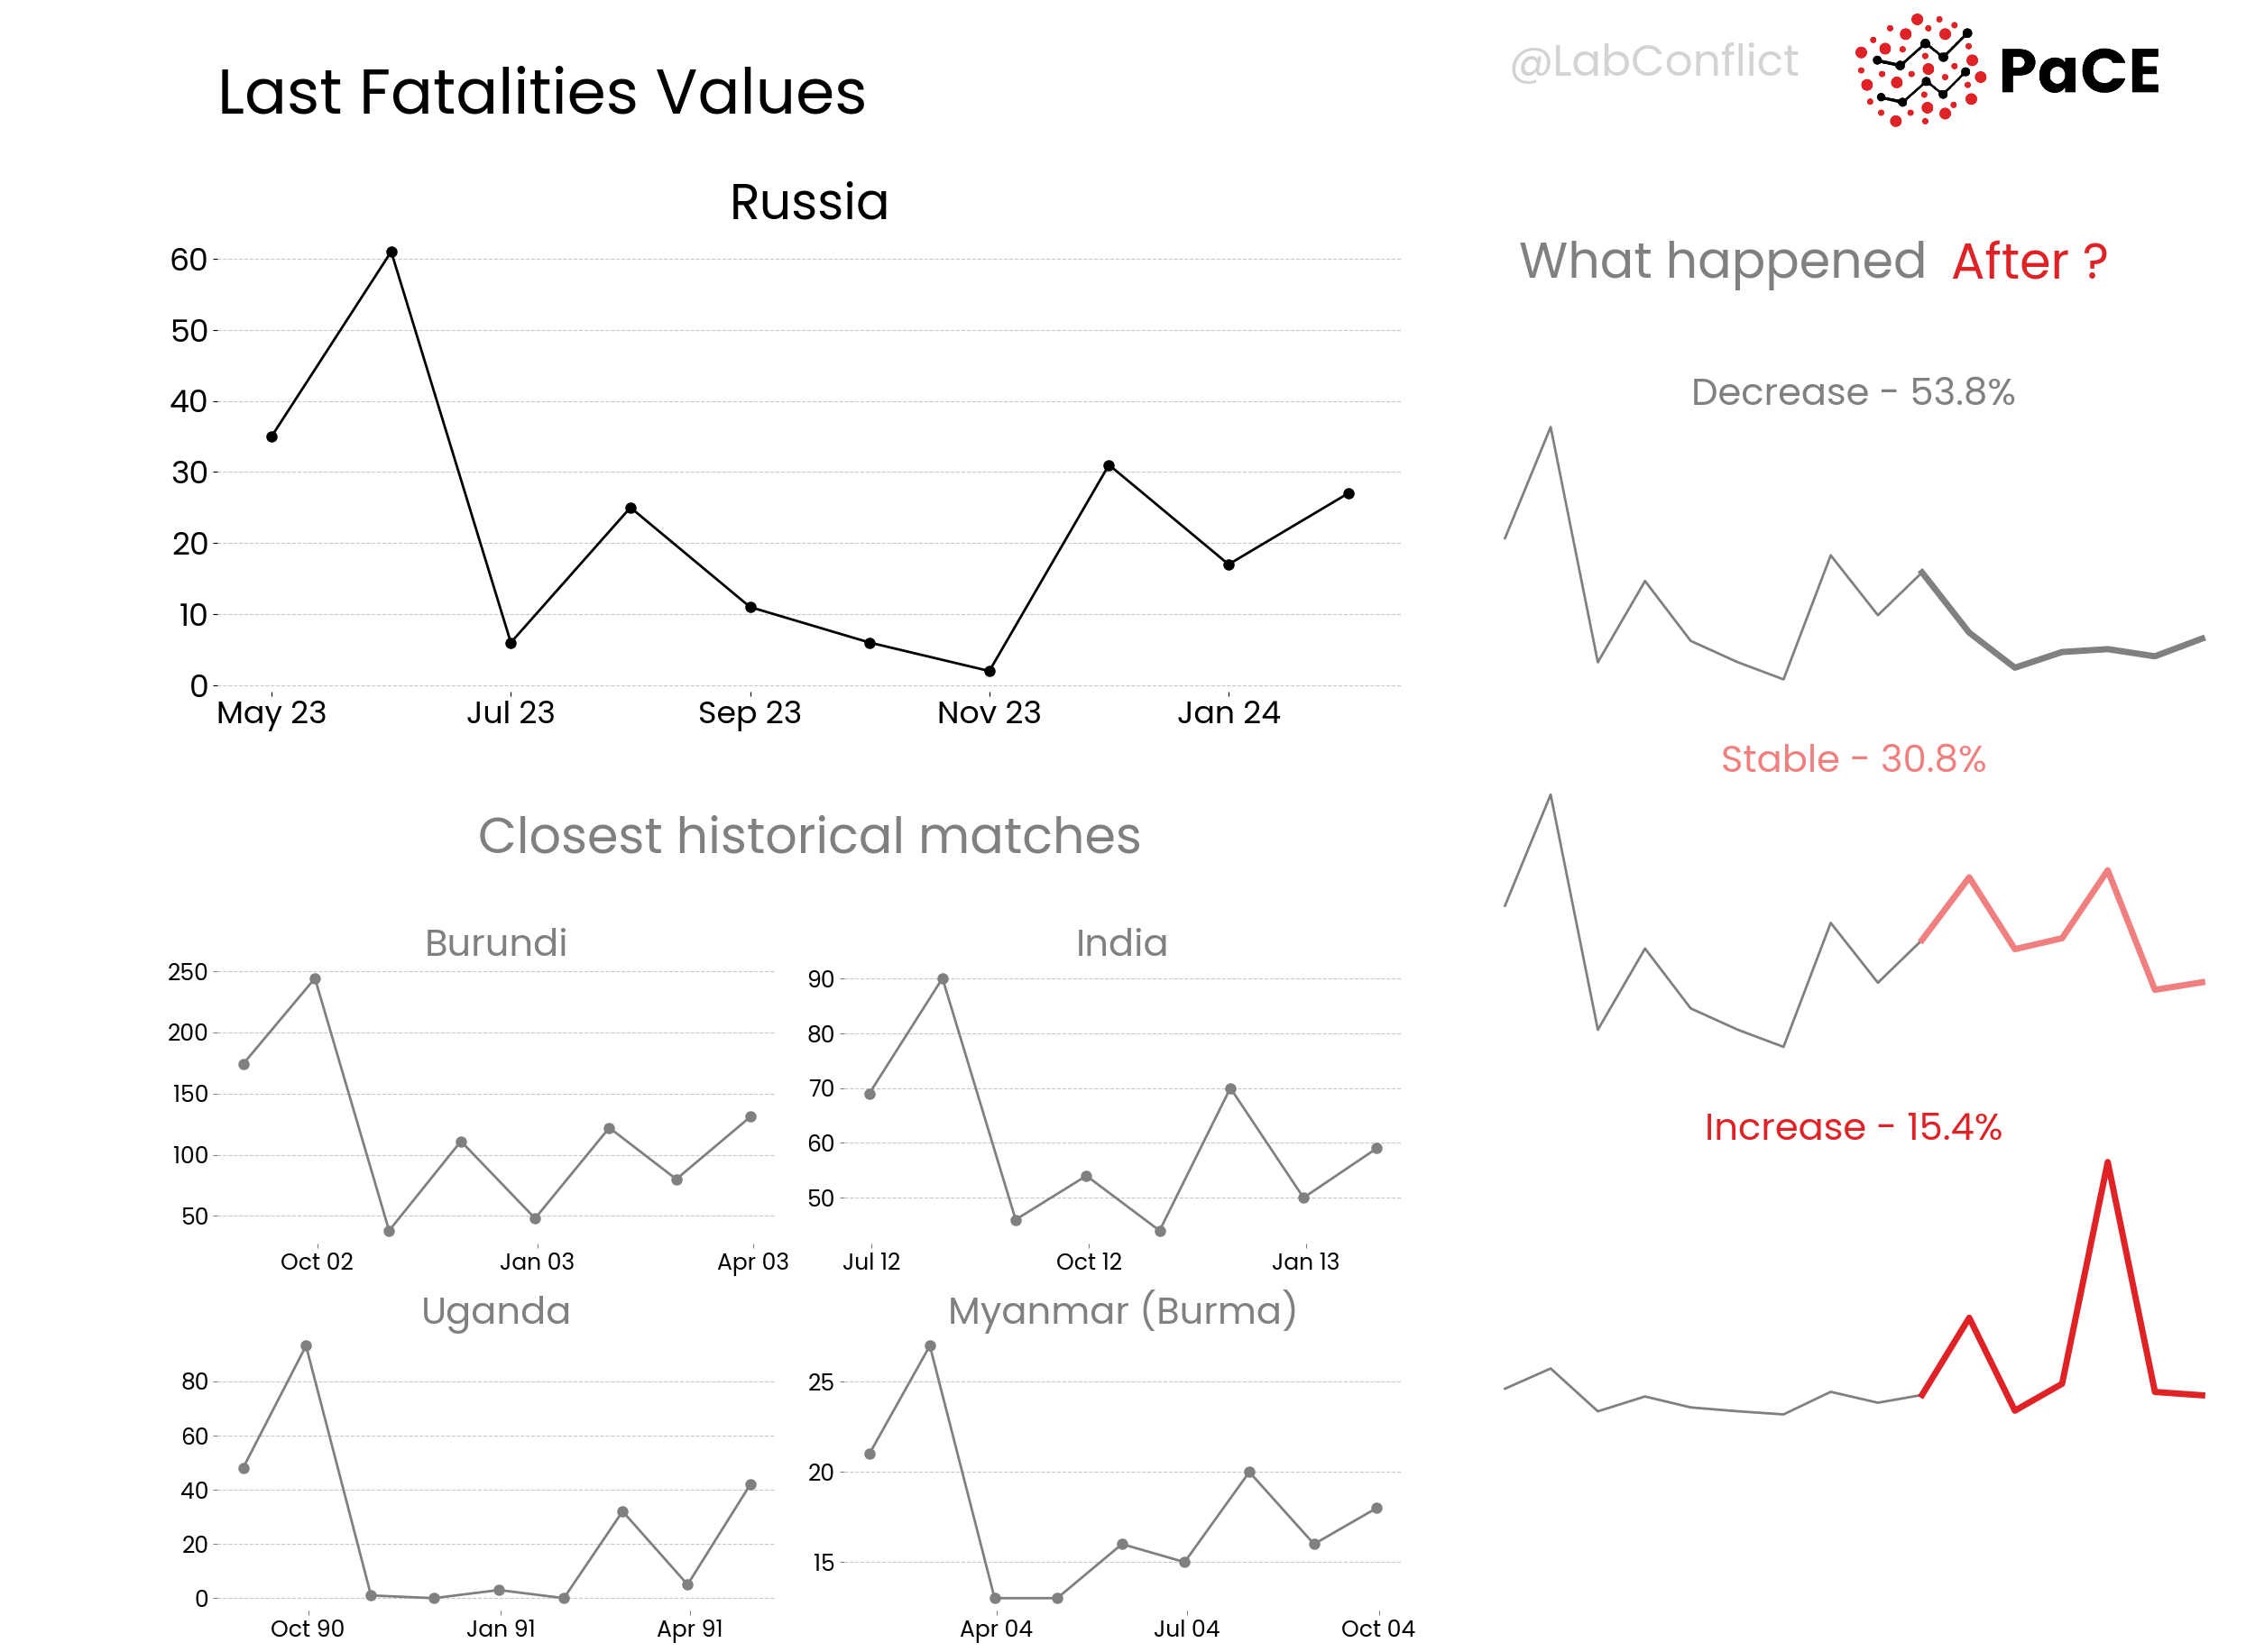 Last Fatalities Values
@LabConflict
PaCE
Russia
60
50
40
30
20
10
0
May 23 Jul 23 Sep 23 Nov 23 Jan 24
What happened After ?
Decrease - 53.8%
Stable - 30.8%
Increase - 15.4%
Closest historical matches
Burundi
250
200
150
100
50
Oct 02 Jan 03 Apr 03
India
90
80
70
60
50
Jul 12 Oct 12 Jan 13
Uganda
80
60
40
20
0
Oct 90 Jan 91 Apr 91
Myanmar (Burma)
25
20
15
Apr 04 Jul 04 Oct 04